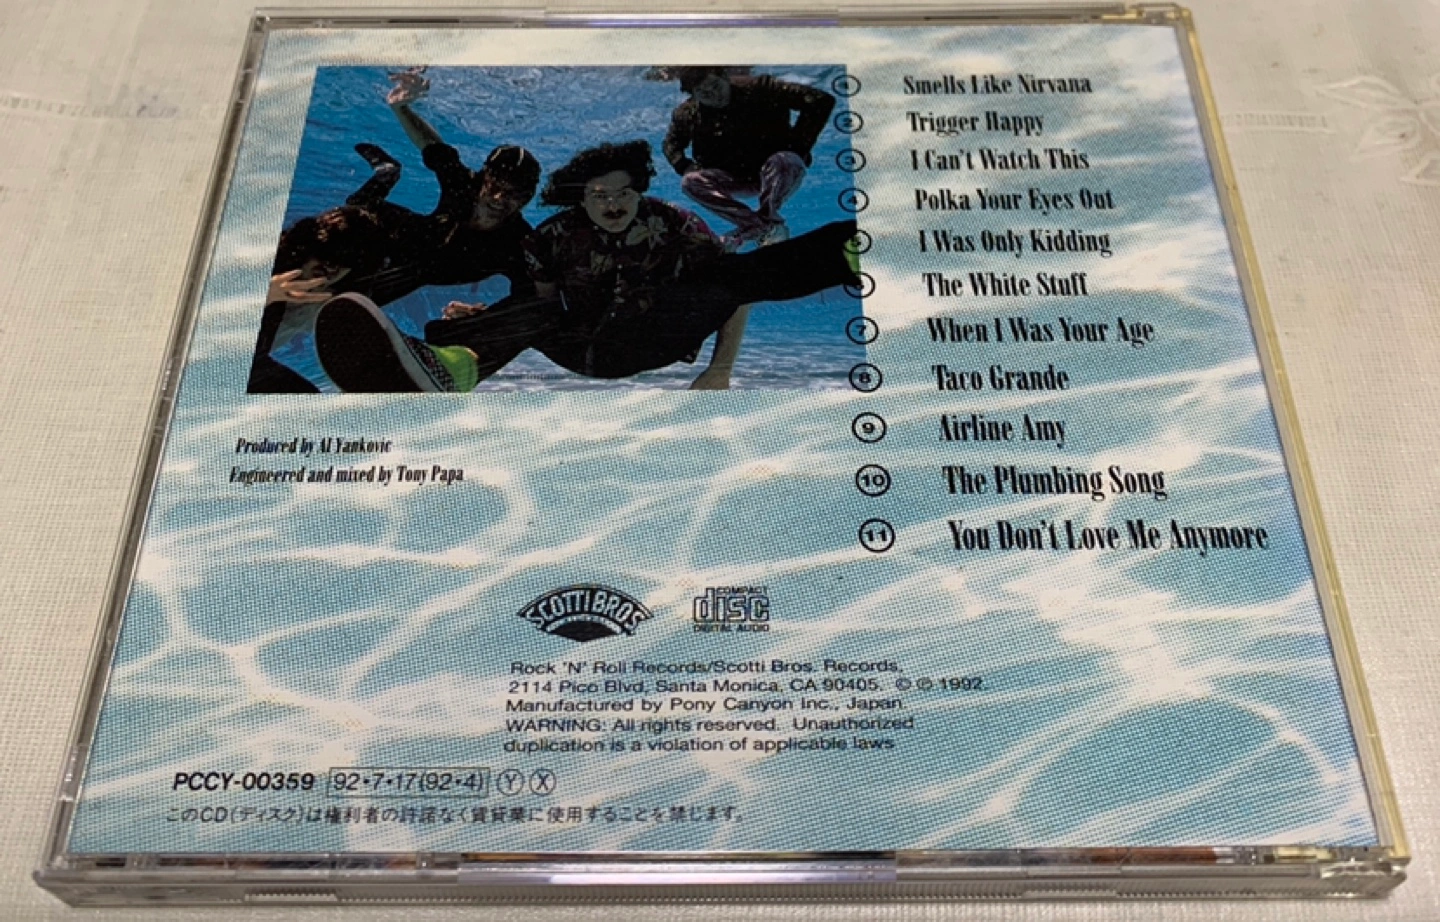 1 Smells Like Nirvana
2 Trigger Happy
3 I Can't Watch This
4 Polka Your Eyes Out
5 I Was Only Kidding
6 The White Stuff
7 When I Was Your Age
8 Taco Grande
9 Airline Amy
10 The Plumbing Song
11 You Don't Love Me Anymore
Produced by Al Yankovic
Engineered and mixed by Tony Papa
SCOTTI BROS
COMPACT
disc
DIGITAL AUDIO
Rock 'N' Roll Records/Scotti Bros. Records,
2114 Pico Blvd, Santa Monica, CA 90405. © ℗ 1992.
Manufactured by Pony Canyon Inc., Japan.
WARNING: All rights reserved. Unauthorized
duplication is a violation of applicable laws
PCCY-00359 92・7・17(92・4) Ⓨ Ⓧ
このCD(ディスク)は権利者の許諾なく賃貸業に使用することを禁じます。